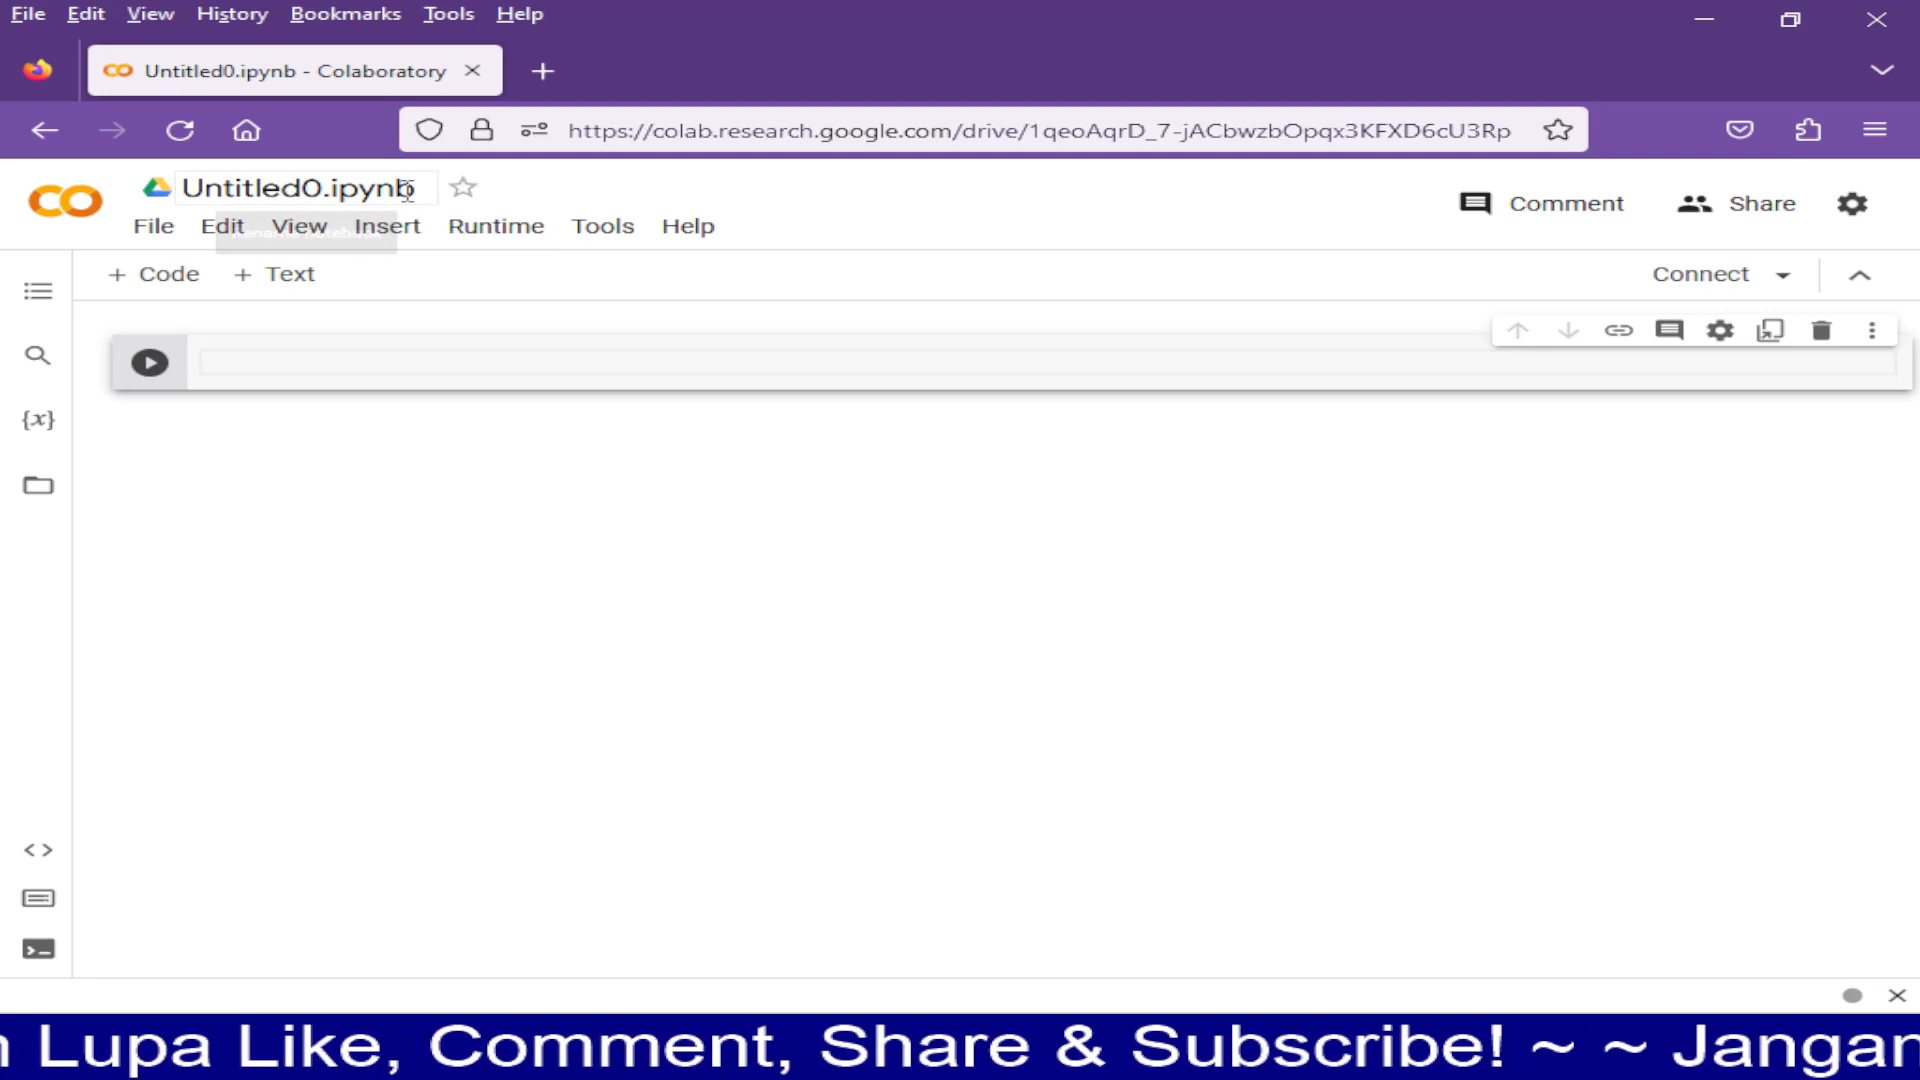 File Edit View History Bookmarks Tools Help
Untitled0.ipynb - Colaboratory
https://colab.research.google.com/drive/1qeoAqrD_7-jACbwzbOpqx3KFXD6cU3Rp
Untitled0.ipynb
File Edit View Insert Runtime Tools Help
Comment Share
+ Code + Text
Connect
{x}
n Lupa Like, Comment, Share & Subscribe! ~ ~ Jangan